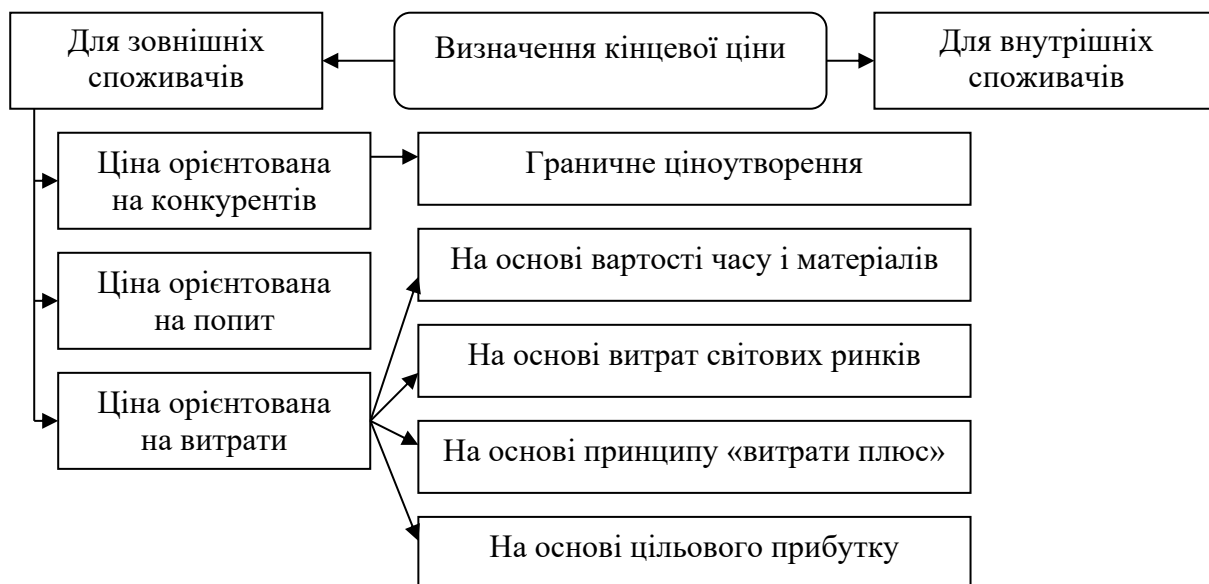 Для зовнішніх
споживачів
Визначення кінцевої ціни
Для внутрішніх
споживачів
Ціна орієнтована
на конкурентів
Граничне ціноутворення
Ціна орієнтована
на попит
Ціна орієнтована
на витрати
На основі вартості часу і матеріалів
На основі витрат світових ринків
На основі принципу «витрати плюс»
На основі цільового прибутку